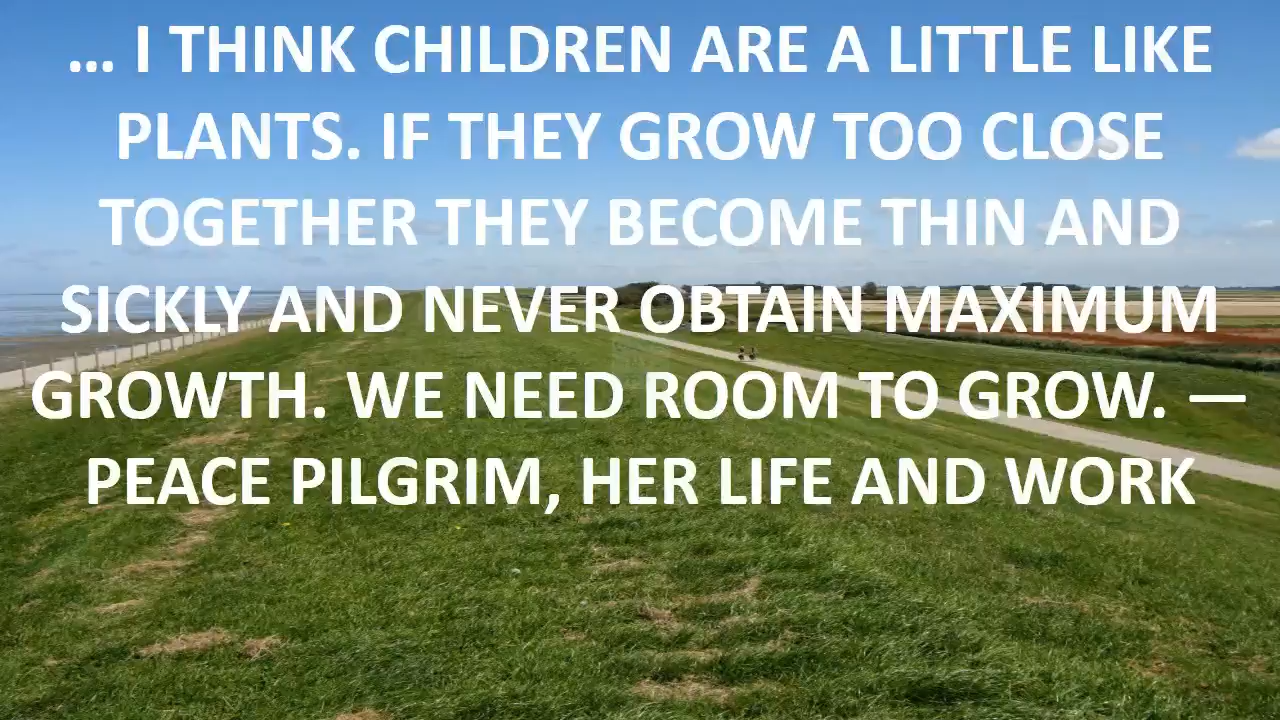 … I THINK CHILDREN ARE A LITTLE LIKE
PLANTS. IF THEY GROW TOO CLOSE
TOGETHER THEY BECOME THIN AND
SICKLY AND NEVER OBTAIN MAXIMUM
GROWTH. WE NEED ROOM TO GROW. —
PEACE PILGRIM, HER LIFE AND WORK